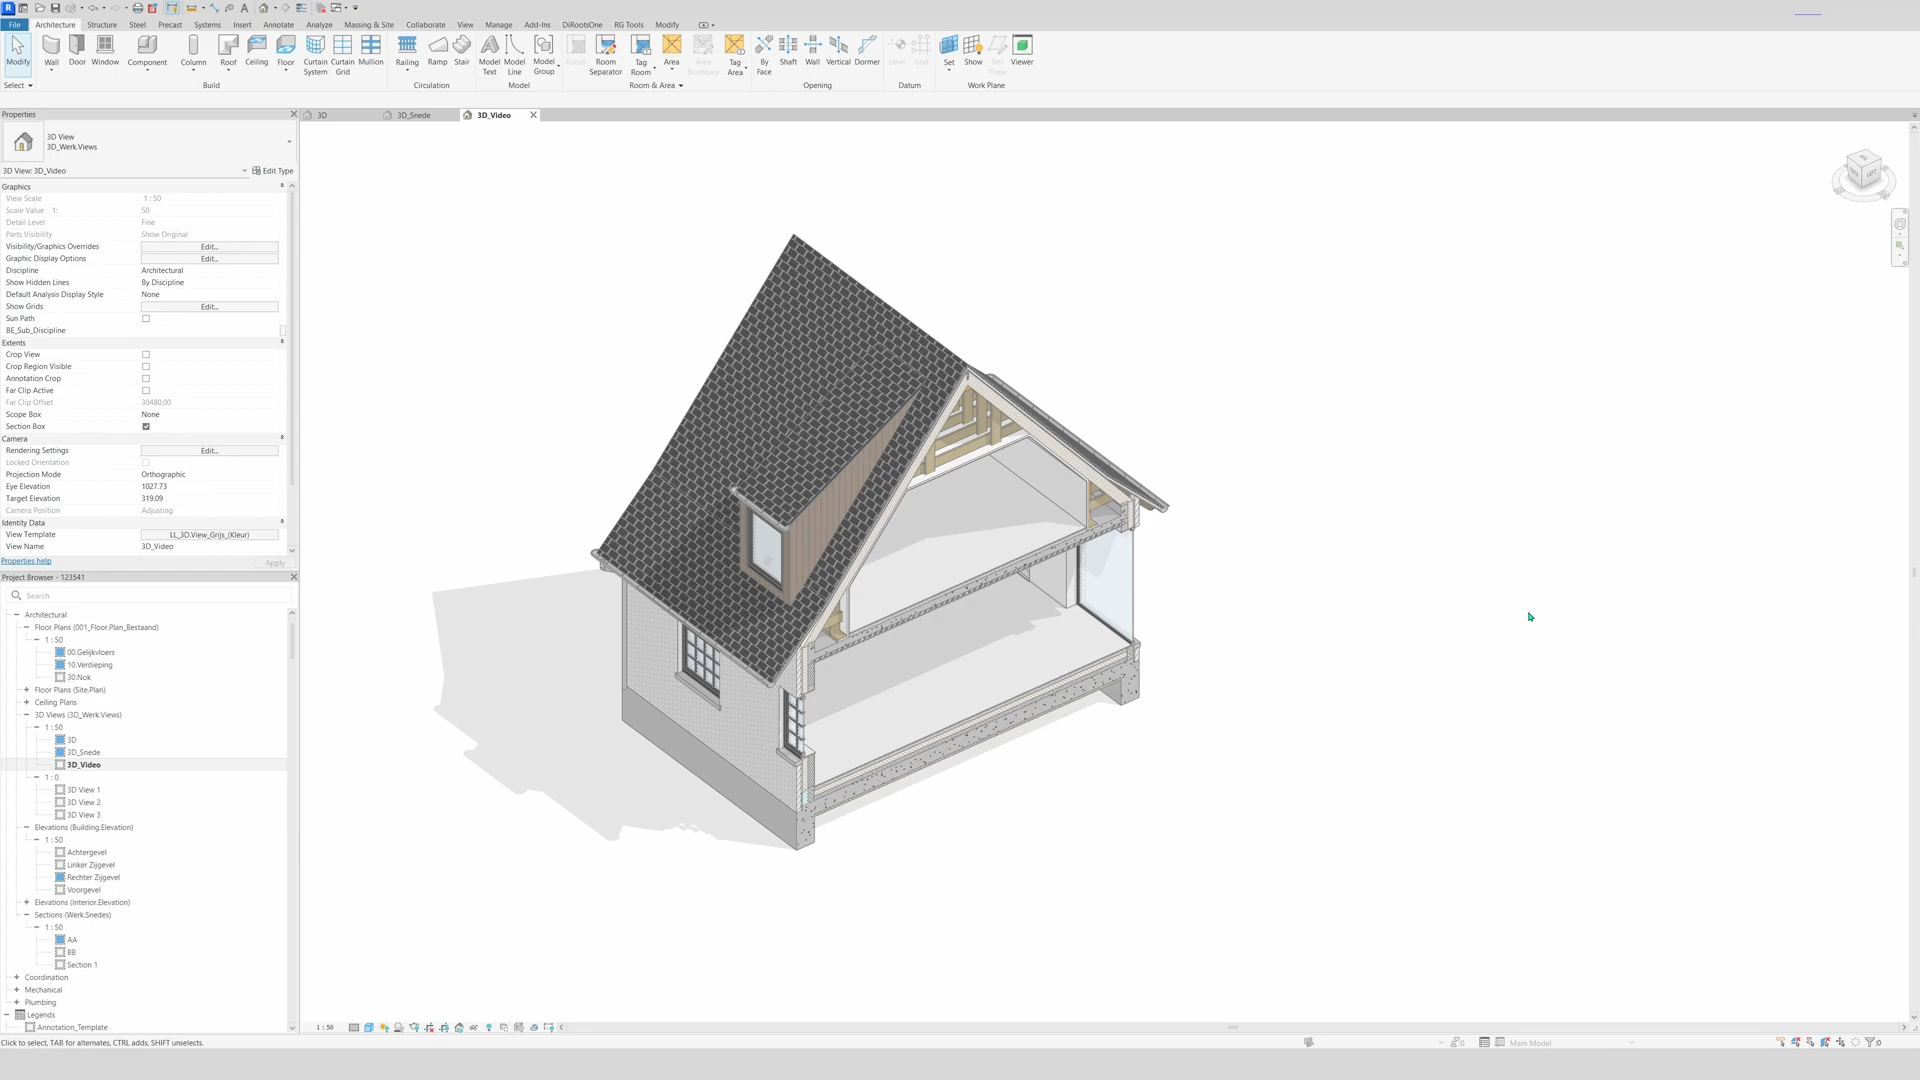 File Architecture Structure Steel Precast Systems Insert Annotate Analyze Massing & Site Collaborate View Manage Add-Ins DiRootsOne RG Tools Modify
Modify Wall Door Window Component Column Roof Ceiling Floor Curtain System Curtain Grid Mullion Railing Ramp Stair Model Text Model Line Model Group Room Room Separator Tag Room Area Area Boundary Tag Area By Face Shaft Wall Vertical Dormer Level Grid Set Show Ref Plane Viewer
Select Build Circulation Model Room & Area Opening Datum Work Plane
Properties
3D 3D_Snede 3D_Video
3D View
3D_Werk.Views
3D View: 3D_Video Edit Type
Graphics
View Scale 1 : 50
Scale Value 1: 50
Detail Level Fine
Parts Visibility Show Original
Visibility/Graphics Overrides Edit...
Graphic Display Options Edit...
Discipline Architectural
Show Hidden Lines By Discipline
Default Analysis Display Style None
Show Grids Edit...
Sun Path
BE_Sub_Discipline
Extents
Crop View
Crop Region Visible
Annotation Crop
Far Clip Active
Far Clip Offset 30480.00
Scope Box None
Section Box
Camera
Rendering Settings Edit...
Locked Orientation
Projection Mode Orthographic
Eye Elevation 1027.73
Target Elevation 319.09
Camera Position Adjusting
Identity Data
View Template LL_3D.View_Grijs_(Kleur)
View Name 3D_Video
Properties help Apply
Project Browser - 123541
Search
Architectural
Floor Plans (001_Floor.Plan_Bestaand)
1 : 50
00.Gelijkvloers
10.Verdieping
30.Nok
Floor Plans (Site.Plan)
Ceiling Plans
3D Views (3D_Werk.Views)
1 : 50
3D
3D_Snede
3D_Video
1 : 0
3D View 1
3D View 2
3D View 3
Elevations (Building.Elevation)
1 : 50
Achtergevel
Linker Zijgevel
Rechter Zijgevel
Voorgevel
Elevations (Interior.Elevation)
Sections (Werk.Snedes)
1 : 50
AA
BB
Section 1
Coordination
Mechanical
Plumbing
Legends
Annotation_Template
1 : 50
Click to select, TAB for alternates, CTRL adds, SHIFT unselects.
:0 Main Model :0